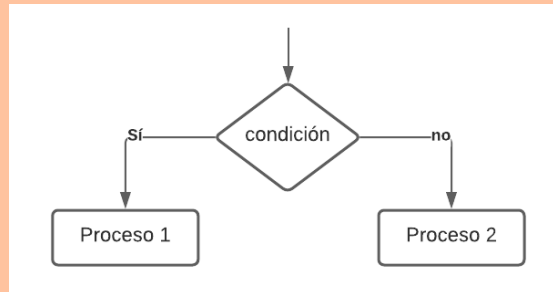 condición
Sí
no
Proceso 1
Proceso 2